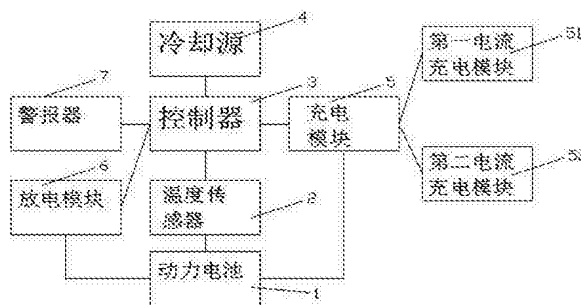 冷却源
4
第一电流
充电模块
51
7
警报器
控制器
3
充电
模块
5
6
放电模块
温度传
感器
2
第二电流
充电模块
52
动力电池
1